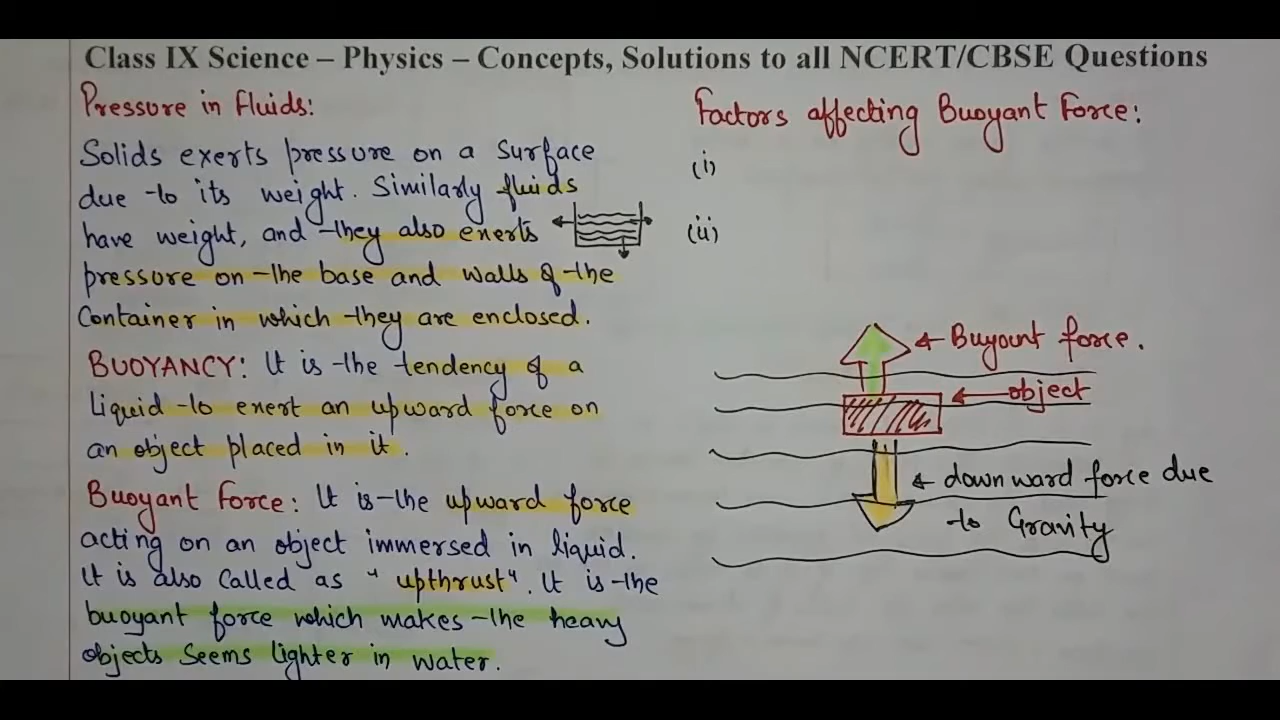 Class IX Science – Physics – Concepts, Solutions to all NCERT/CBSE Questions
Pressure in Fluids:
Solids exerts pressure on a surface
due to its weight. Similarly fluids
have weight, and they also exerts
pressure on the base and walls of the
Container in which they are enclosed.
BUOYANCY: It is the tendency of a
liquid to exert an upward force on
an object placed in it.
Buoyant Force: It is the upward force
acting on an object immersed in liquid.
It is also Called as "upthrust". It is the
buoyant force which makes the heavy
objects Seems lighter in water.
Factors affecting Buoyant Force:
(i)
(ii)
Buyount force.
object
downward force due
to Gravity